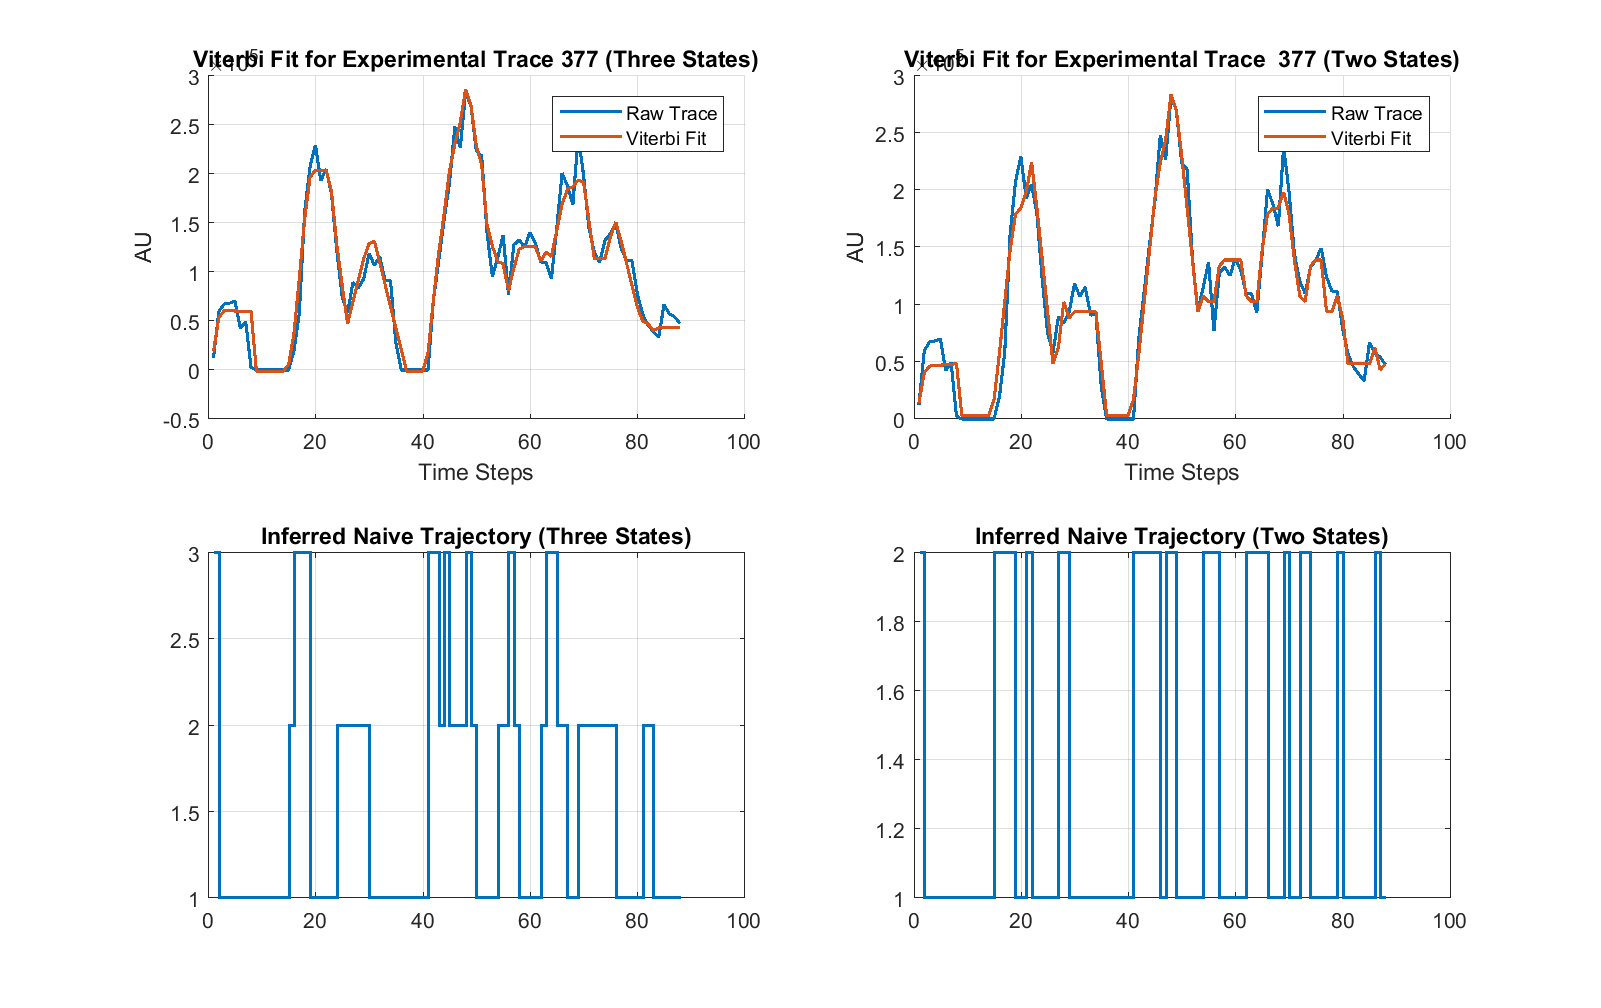 Viterbi Fit for Experimental Trace 377 (Three States)
×10^5
3
2.5
2
1.5
1
0.5
0
-0.5
AU
0 20 40 60 80 100
Time Steps
Raw Trace
Viterbi Fit
Viterbi Fit for Experimental Trace 377 (Two States)
×10^5
3
2.5
2
1.5
1
0.5
0
AU
0 20 40 60 80 100
Time Steps
Raw Trace
Viterbi Fit
Inferred Naive Trajectory (Three States)
3
2.5
2
1.5
1
0 20 40 60 80 100
Inferred Naive Trajectory (Two States)
2
1.8
1.6
1.4
1.2
1
0 20 40 60 80 100